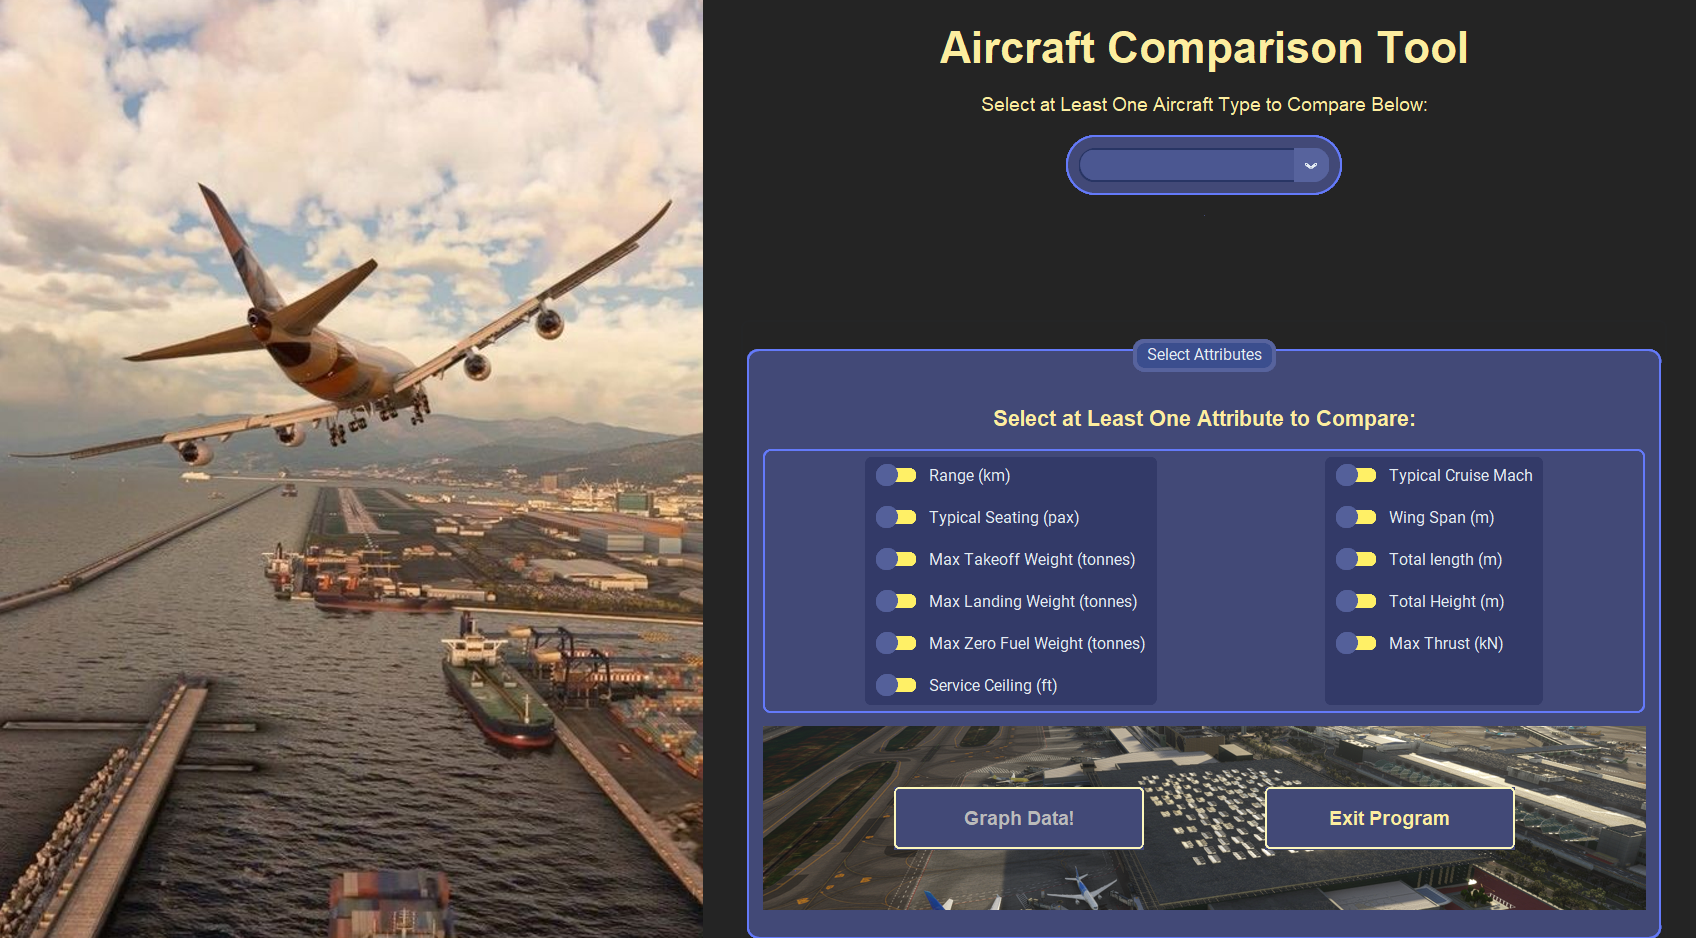 Aircraft Comparison Tool
Select at Least One Aircraft Type to Compare Below:
Select Attributes
Select at Least One Attribute to Compare:
Range (km)
Typical Seating (pax)
Max Takeoff Weight (tonnes)
Max Landing Weight (tonnes)
Max Zero Fuel Weight (tonnes)
Service Ceiling (ft)
Typical Cruise Mach
Wing Span (m)
Total length (m)
Total Height (m)
Max Thrust (kN)
Graph Data!
Exit Program